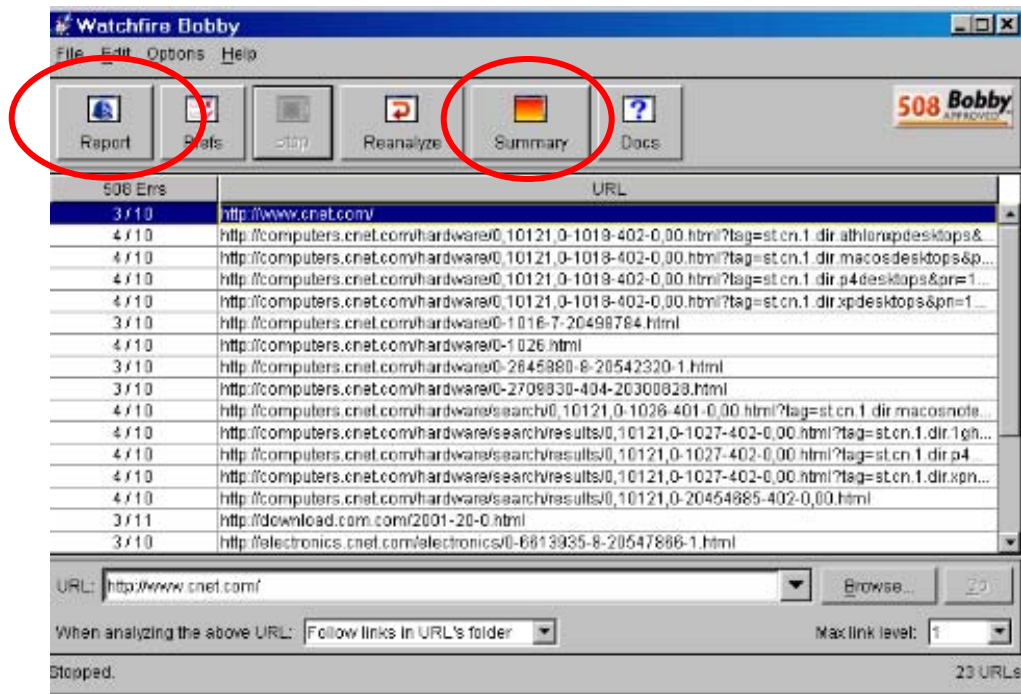 Watchfire Bobby
File Edit Options Help
Report Prefs Stop Reanalyze Summary Docs
508 Bobby
APPROVED
508 Errs URL
3 / 10 http://www.cnet.com/
4 / 10 http://computers.cnet.com/hardware/0,10121,0-1018-402-0,00.html?tag=st.cn.1.dir.athlonxpdesktops&...
4 / 10 http://computers.cnet.com/hardware/0,10121,0-1018-402-0,00.html?tag=st.cn.1.dir.macosdesktops&p...
4 / 10 http://computers.cnet.com/hardware/0,10121,0-1018-402-0,00.html?tag=st.cn.1.dir.p4desktops&pn=1...
4 / 10 http://computers.cnet.com/hardware/0,10121,0-1018-402-0,00.html?tag=st.cn.1.dir.xpdesktops&pn=1...
3 / 10 http://computers.cnet.com/hardware/0-1016-7-20498784.html
4 / 10 http://computers.cnet.com/hardware/0-1026.html
3 / 10 http://computers.cnet.com/hardware/0-2645880-8-20542320-1.html
3 / 10 http://computers.cnet.com/hardware/0-2709830-404-20300828.html
4 / 10 http://computers.cnet.com/hardware/search/0,10121,0-1026-401-0,00.html?tag=st.cn.1.dir.macosnote...
4 / 10 http://computers.cnet.com/hardware/search/results/0,10121,0-1027-402-0,00.html?tag=st.cn.1.dir.1gh...
4 / 10 http://computers.cnet.com/hardware/search/results/0,10121,0-1027-402-0,00.html?tag=st.cn.1.dir.p4...
4 / 10 http://computers.cnet.com/hardware/search/results/0,10121,0-1027-402-0,00.html?tag=st.cn.1.dir.xpn...
4 / 10 http://computers.cnet.com/hardware/search/results/0,10121,0-20454685-402-0,00.html
3 / 11 http://download.com.com/2001-20-0.html
3 / 10 http://electronics.cnet.com/electronics/0-6613935-8-20547866-1.html
URL: http://www.cnet.com/ Browse... Go
When analyzing the above URL: Follow links in URL's folder Max link level: 1
Stopped. 23 URLs